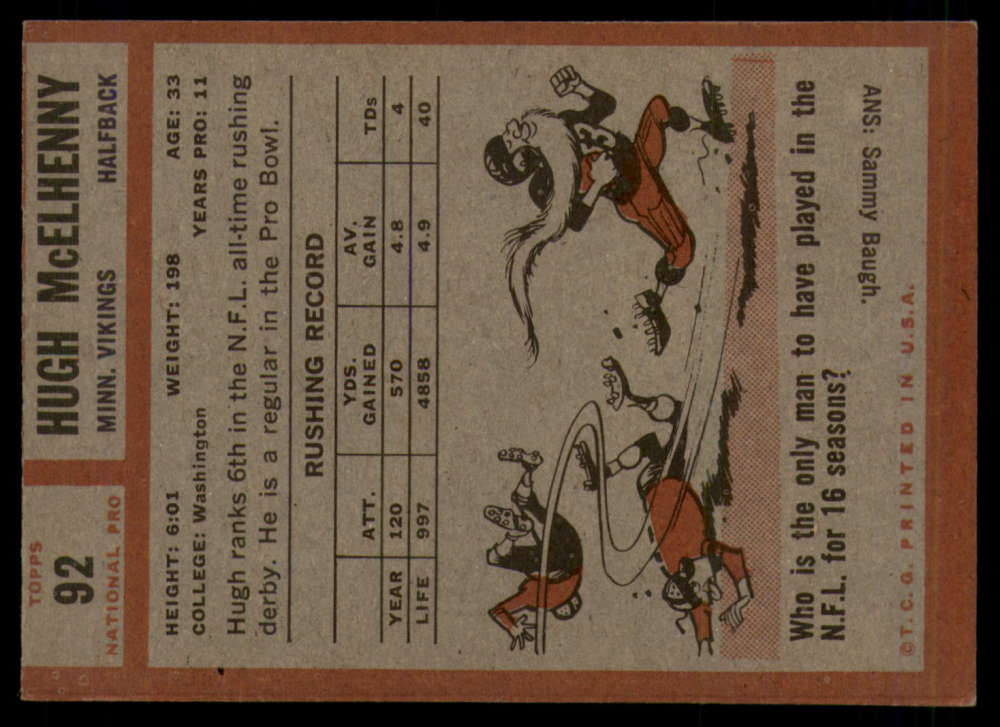 TOPPS
92
NATIONAL PRO
HUGH McELHENNY
MINN. VIKINGS HALFBACK
HEIGHT: 6:01 WEIGHT: 198 AGE: 33
COLLEGE: Washington YEARS PRO: 11
Hugh ranks 6th in the N.F.L. all-time rushing
derby. He is a regular in the Pro Bowl.
RUSHING RECORD
ATT. YDS. GAINED AV. GAIN TDs
YEAR 120 570 4.8 4
LIFE 997 4858 4.9 40
3
Who is the only man to have played in the
N.F.L. for 16 seasons?
ANS: Sammy Baugh.
© T. C. G. PRINTED IN U.S.A.